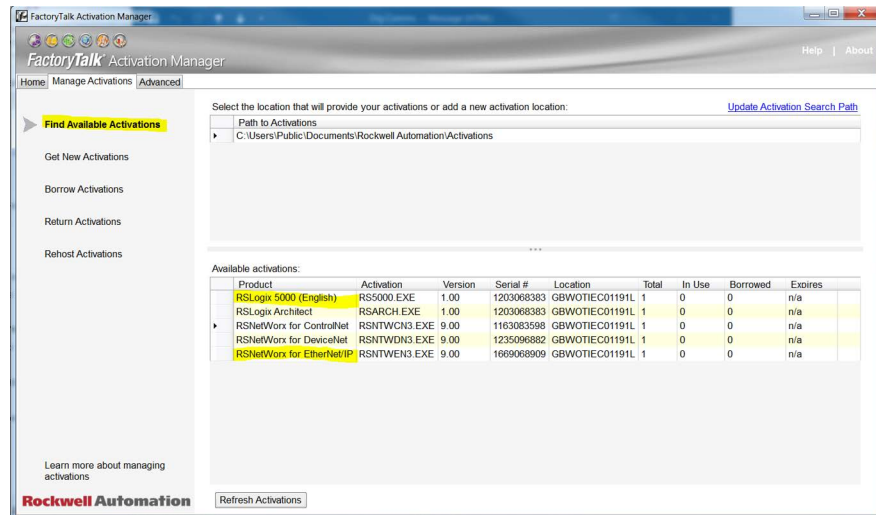 FactoryTalk Activation Manager
FactoryTalk Activation Manager
Help | About
Home Manage Activations Advanced
Find Available Activations
Get New Activations
Borrow Activations
Return Activations
Rehost Activations
Learn more about managing
activations
Rockwell Automation
Select the location that will provide your activations or add a new activation location: Update Activation Search Path
Path to Activations
C:\Users\Public\Documents\Rockwell Automation\Activations
Available activations:
Product Activation Version Serial # Location Total In Use Borrowed Expires
RSLogix 5000 (English) RS5000.EXE 1.00 1203068383 GBWOTIEC01191L 1 0 0 n/a
RSLogix Architect RSARCH.EXE 1.00 1203068383 GBWOTIEC01191L 1 0 0 n/a
RSNetWorx for ControlNet RSNTWCN3.EXE 9.00 1163083598 GBWOTIEC01191L 1 0 0 n/a
RSNetWorx for DeviceNet RSNTWDN3.EXE 9.00 1235096882 GBWOTIEC01191L 1 0 0 n/a
RSNetWorx for EtherNet/IP RSNTWEN3.EXE 9.00 1669068909 GBWOTIEC01191L 1 0 0 n/a
Refresh Activations